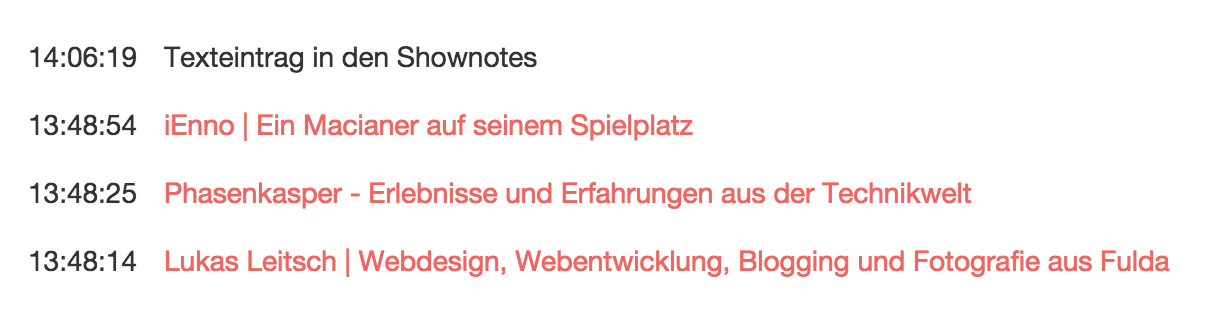 14:06:19 Texteintrag in den Shownotes
13:48:54 iEnno | Ein Macianer auf seinem Spielplatz
13:48:25 Phasenkasper - Erlebnisse und Erfahrungen aus der Technikwelt
13:48:14 Lukas Leitsch | Webdesign, Webentwicklung, Blogging und Fotografie aus Fulda